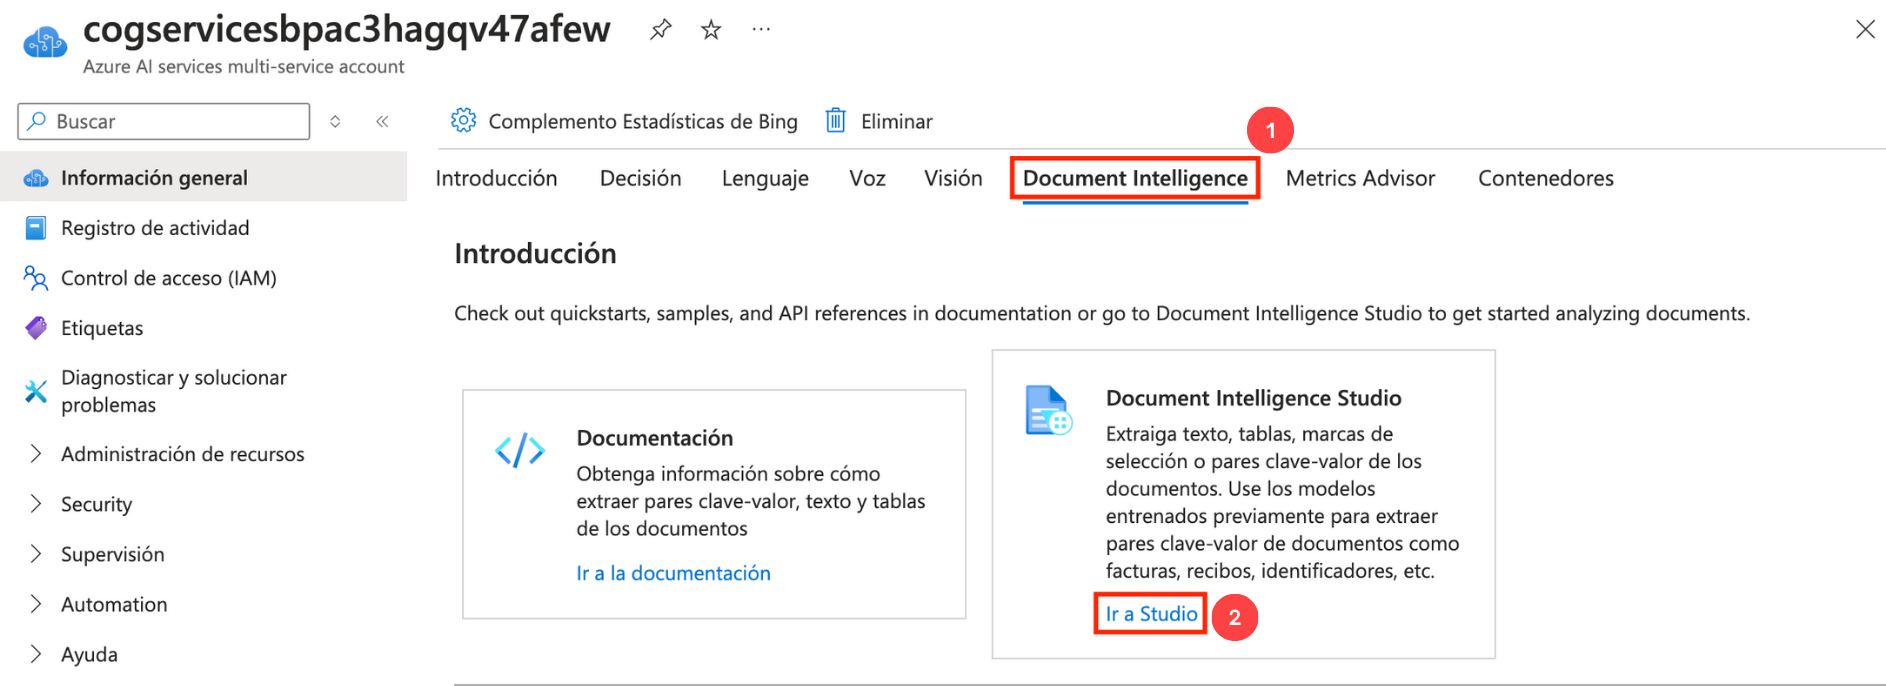 cogservicesbpac3hagqv47afew
Azure AI services multi-service account
Buscar
Información general
Registro de actividad
Control de acceso (IAM)
Etiquetas
Diagnosticar y solucionar
problemas
Administración de recursos
Security
Supervisión
Automation
Ayuda
Complemento Estadísticas de Bing
Eliminar
1
Introducción
Decisión
Lenguaje
Voz
Visión
Document Intelligence
Metrics Advisor
Contenedores
Introducción
Check out quickstarts, samples, and API references in documentation or go to Document Intelligence Studio to get started analyzing documents.
Documentación
Obtenga información sobre cómo
extraer pares clave-valor, texto y tablas
de los documentos
Ir a la documentación
Document Intelligence Studio
Extraiga texto, tablas, marcas de
selección o pares clave-valor de los
documentos. Use los modelos
entrenados previamente para extraer
pares clave-valor de documentos como
facturas, recibos, identificadores, etc.
Ir a Studio
2